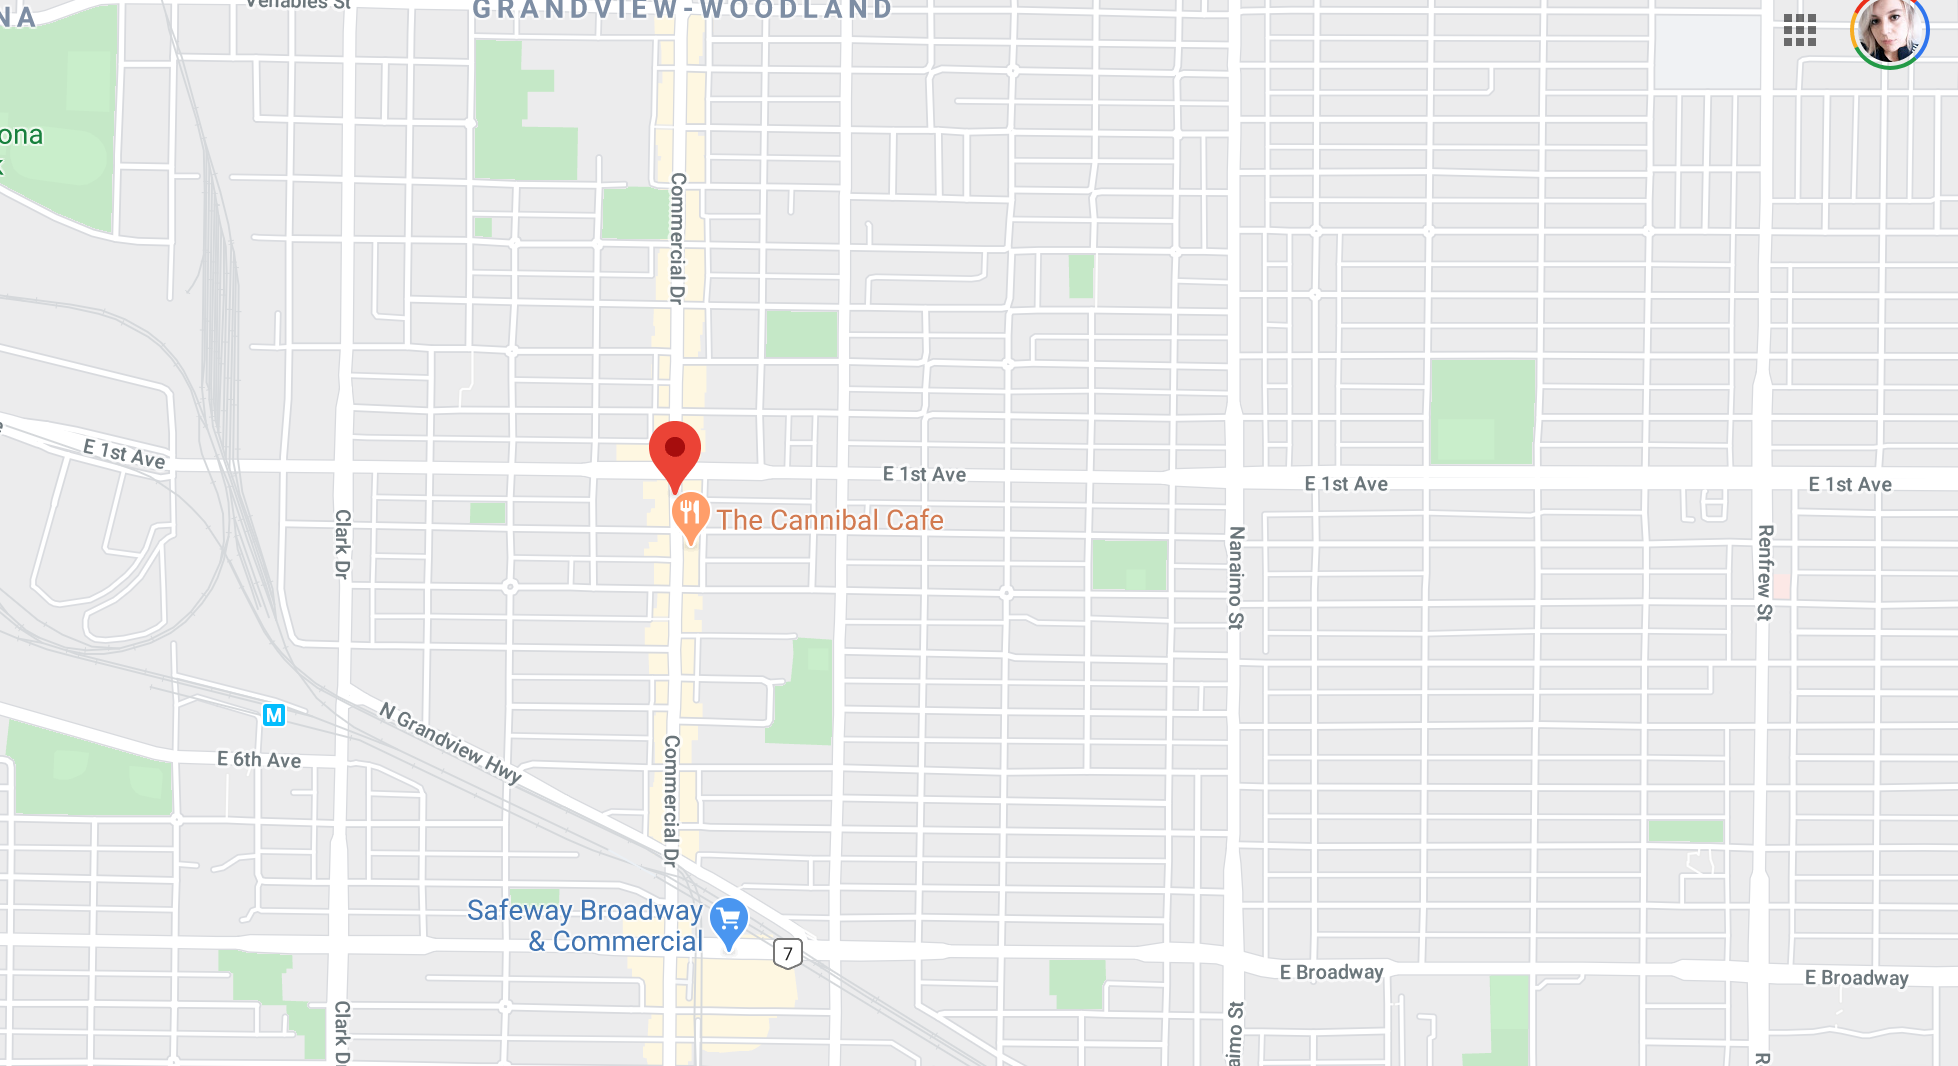 Venables St
GRANDVIEW-WOODLAND
NA
ona
k
Commercial Dr
E 1st Ave
e
E 1st Ave
E 1st Ave
E 1st Ave
The Cannibal Cafe
Clark Dr
Nanaimo St
Renfrew St
M
N Grandview Hwy
E 6th Ave
Commercial Dr
Safeway Broadway
& Commercial
7
E Broadway
E Broadway
Clark Dr
aimo St
R